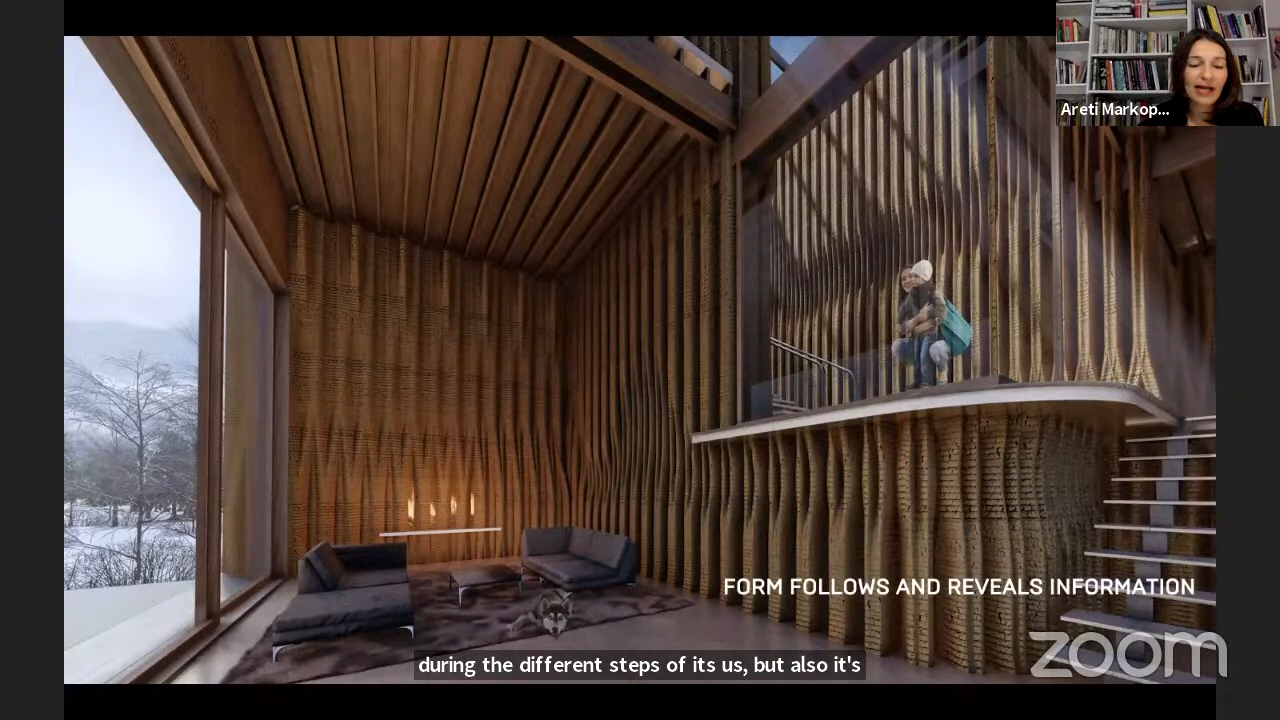 Areti Markop...
FORM FOLLOWS AND REVEALS INFORMATION
during the different steps of its us, but also it's
zoom